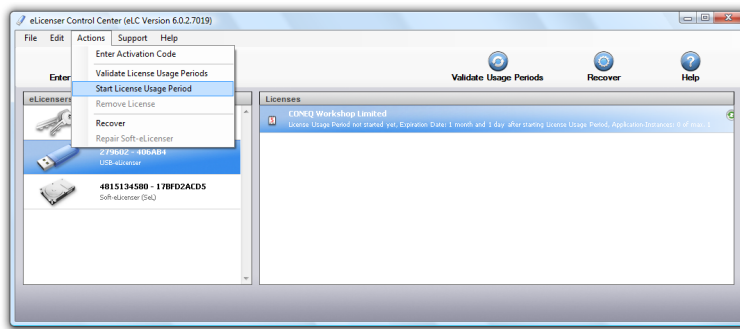 eLicenser Control Center (eLC Version 6.0.2.7019)
File Edit Actions Support Help
Enter Activation Code
Validate License Usage Periods
Start License Usage Period
Remove License
Recover
Repair Soft-eLicenser
Enter
Validate Usage Periods
Recover
Help
eLicensers
Licenses
CONEQ Workshop Limited
License Usage Period not started yet, Expiration Date: 1 month and 1 day after starting License Usage Period, Application-Instances: 0 of max. 1
279602 - 406AB4
USB-eLicenser
4815134580 - 17BFD2ACD5
Soft-eLicenser (SeL)